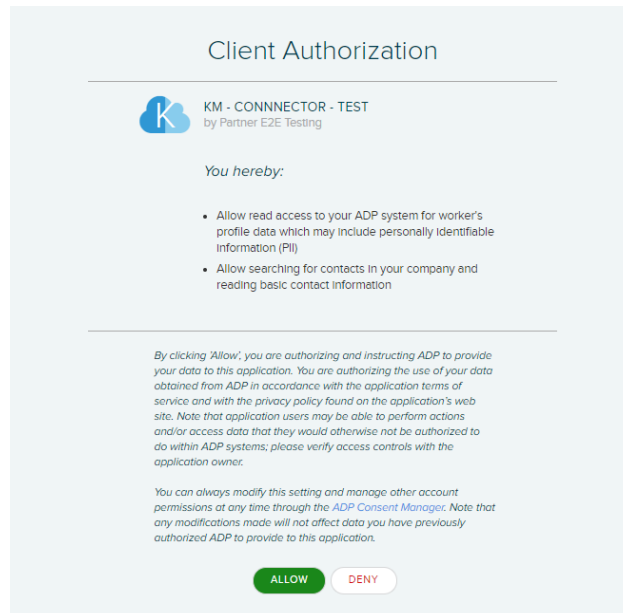 Client Authorization
K
KM - CONNNECTOR - TEST
by Partner E2E Testing
You hereby:
• Allow read access to your ADP system for worker's
profile data which may include personally identifiable
information (PII)
• Allow searching for contacts in your company and
reading basic contact information
By clicking 'Allow', you are authorizing and instructing ADP to provide
your data to this application. You are authorizing the use of your data
obtained from ADP in accordance with the application terms of
service and with the privacy policy found on the application's web
site. Note that application users may be able to perform actions
and/or access data that they would otherwise not be authorized to
do within ADP systems; please verify access controls with the
application owner.
You can always modify this setting and manage other account
permissions at any time through the ADP Consent Manager. Note that
any modifications made will not affect data you have previously
authorized ADP to provide to this application.
ALLOW DENY